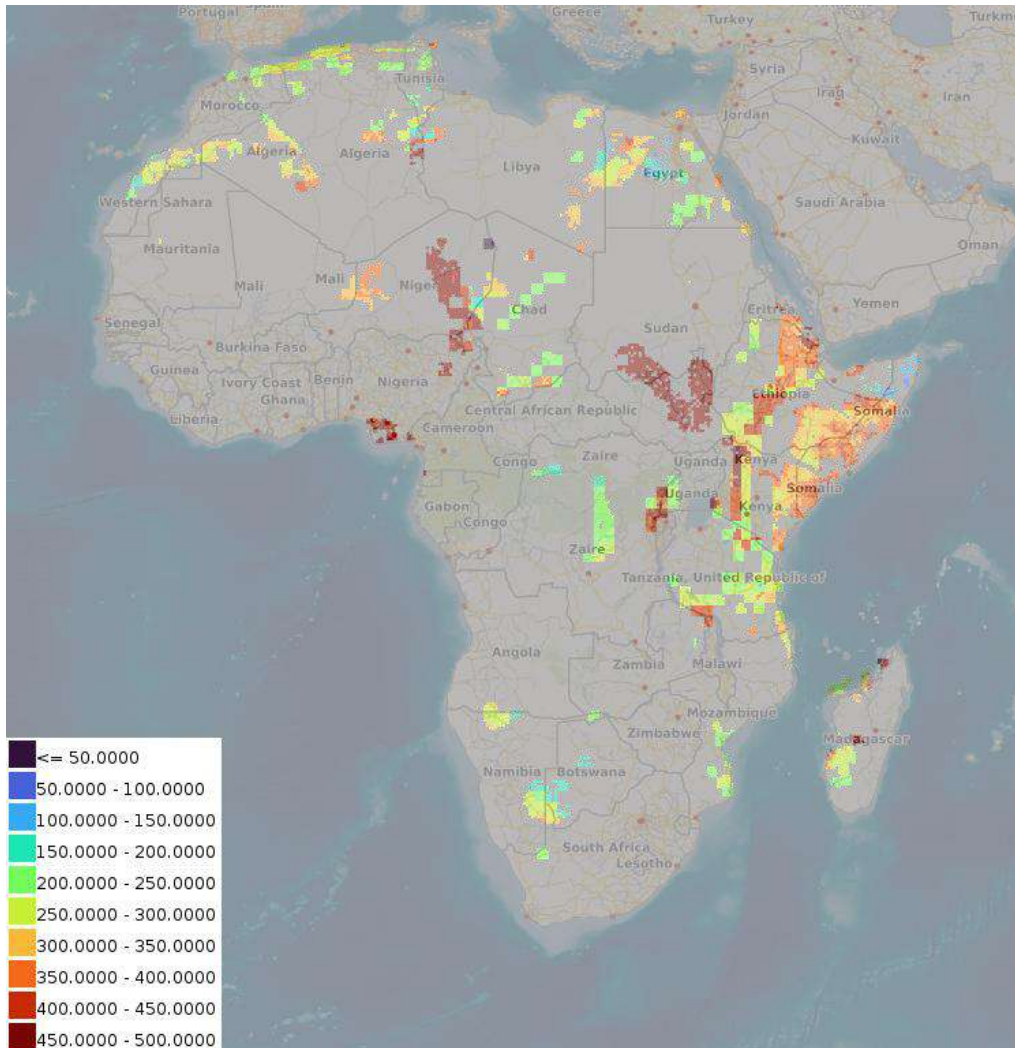 Portugal
Spain
Greece
Turkey
Turkm
Syria
Iran
Iraq
Tunisia
Morocco
Jordan
Kuwait
Algeria
Algeria
Libya
Egypt
Western Sahara
Saudi Arabia
Mauritania
Oman
Mali
Mali
Niger
Chad
Yemen
Senegal
Sudan
Eritrea
Burkina Faso
Guinea
Ivory Coast
Benin
Nigeria
Ethiopia
Ghana
Central African Republic
Somalia
Liberia
Cameroon
Congo
Zaire
Uganda
Kenya
Uganda
Somalia
Gabon
Kenya
Congo
Zaire
Tanzania, United Republic of
Angola
Zambia
Malawi
Mozambique
Zimbabwe
Madagascar
Namibia
Botswana
South Africa
Lesotho
<= 50.0000
50.0000 - 100.0000
100.0000 - 150.0000
150.0000 - 200.0000
200.0000 - 250.0000
250.0000 - 300.0000
300.0000 - 350.0000
350.0000 - 400.0000
400.0000 - 450.0000
450.0000 - 500.0000